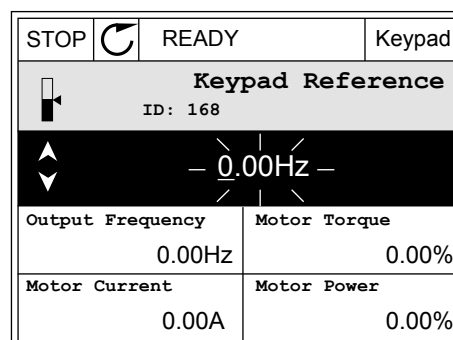 STOP READY Keypad
Keypad Reference
ID: 168
0.00Hz
Output Frequency Motor Torque
0.00Hz 0.00%
Motor Current Motor Power
0.00A 0.00%